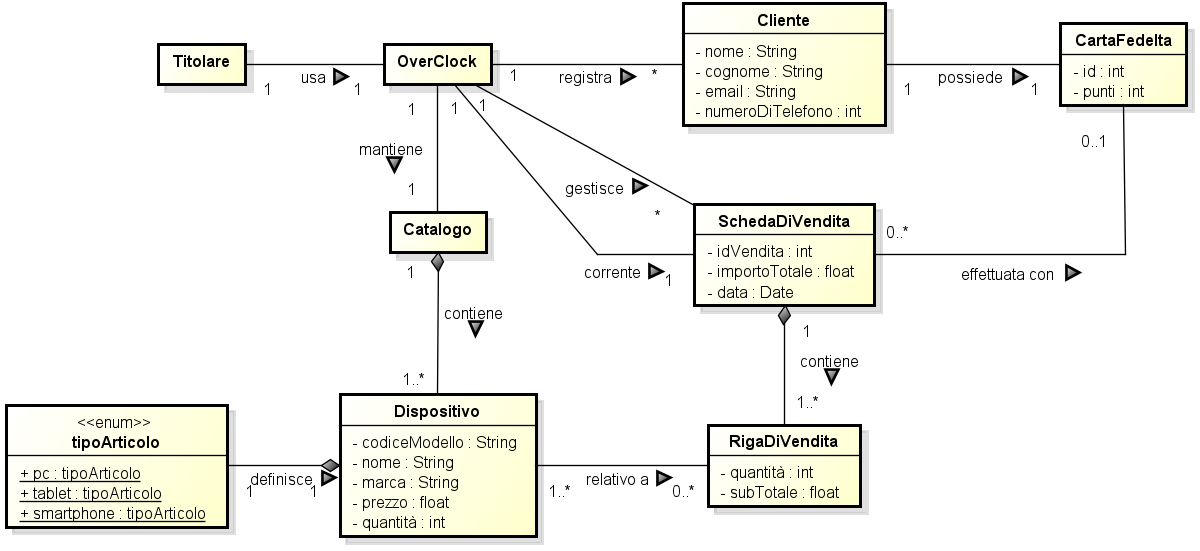 Cliente
- nome : String
- cognome : String
- email : String
- numeroDiTelefono : int
CartaFedelta
- id : int
- punti : int
Titolare
OverClock
usa
1
1
1
registra
*
1
possiede
1
1
1
1
mantiene
1
gestisce
*
0..1
Catalogo
SchedaDiVendita
- idVendita : int
- importoTotale : float
- data : Date
0..*
corrente
1
effettuata con
1
contiene
1..*
1
contiene
1..*
<<enum>>
tipoArticolo
+ pc : tipoArticolo
+ tablet : tipoArticolo
+ smartphone : tipoArticolo
definisce
1
1
Dispositivo
- codiceModello : String
- nome : String
- marca : String
- prezzo : float
- quantità : int
1..*
relativo a
0..*
RigaDiVendita
- quantità : int
- subTotale : float